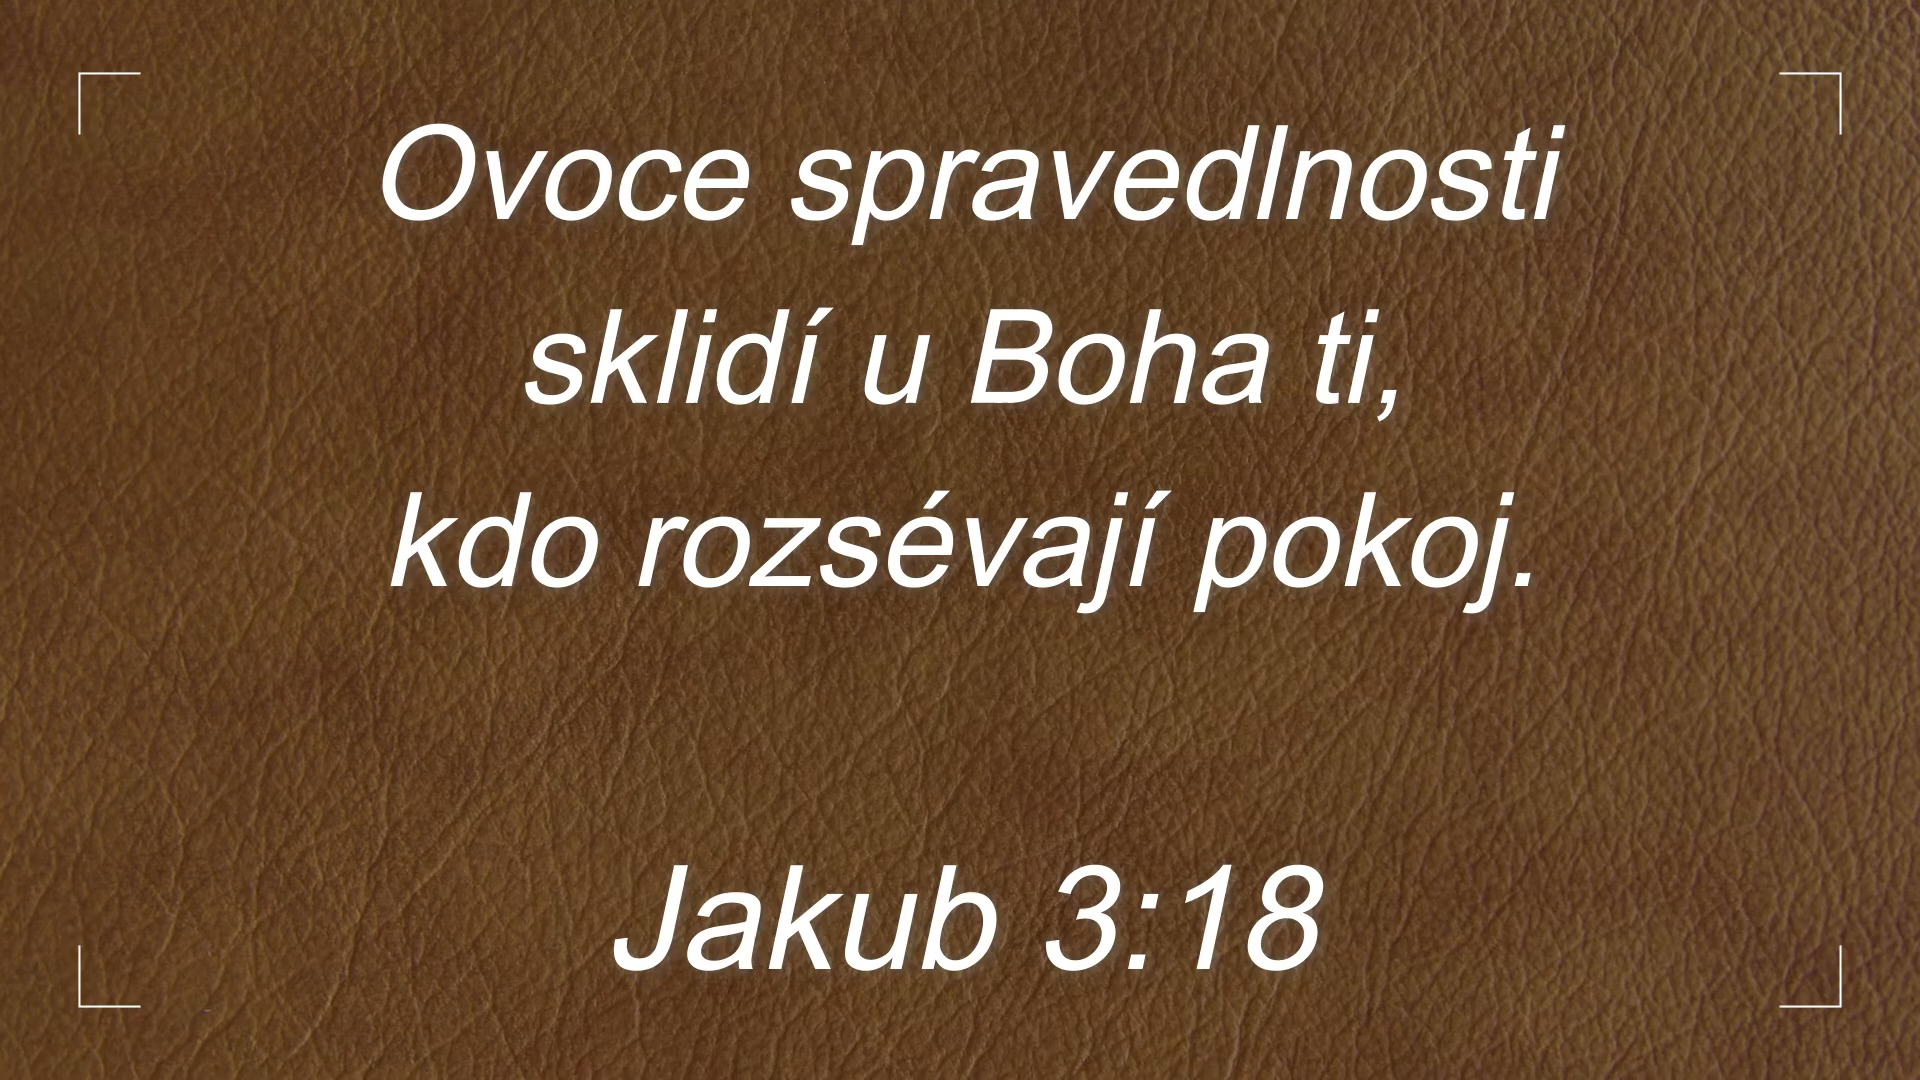 Ovoce spravedlnosti
sklidí u Boha ti,
kdo rozsévají pokoj.
Jakub 3:18